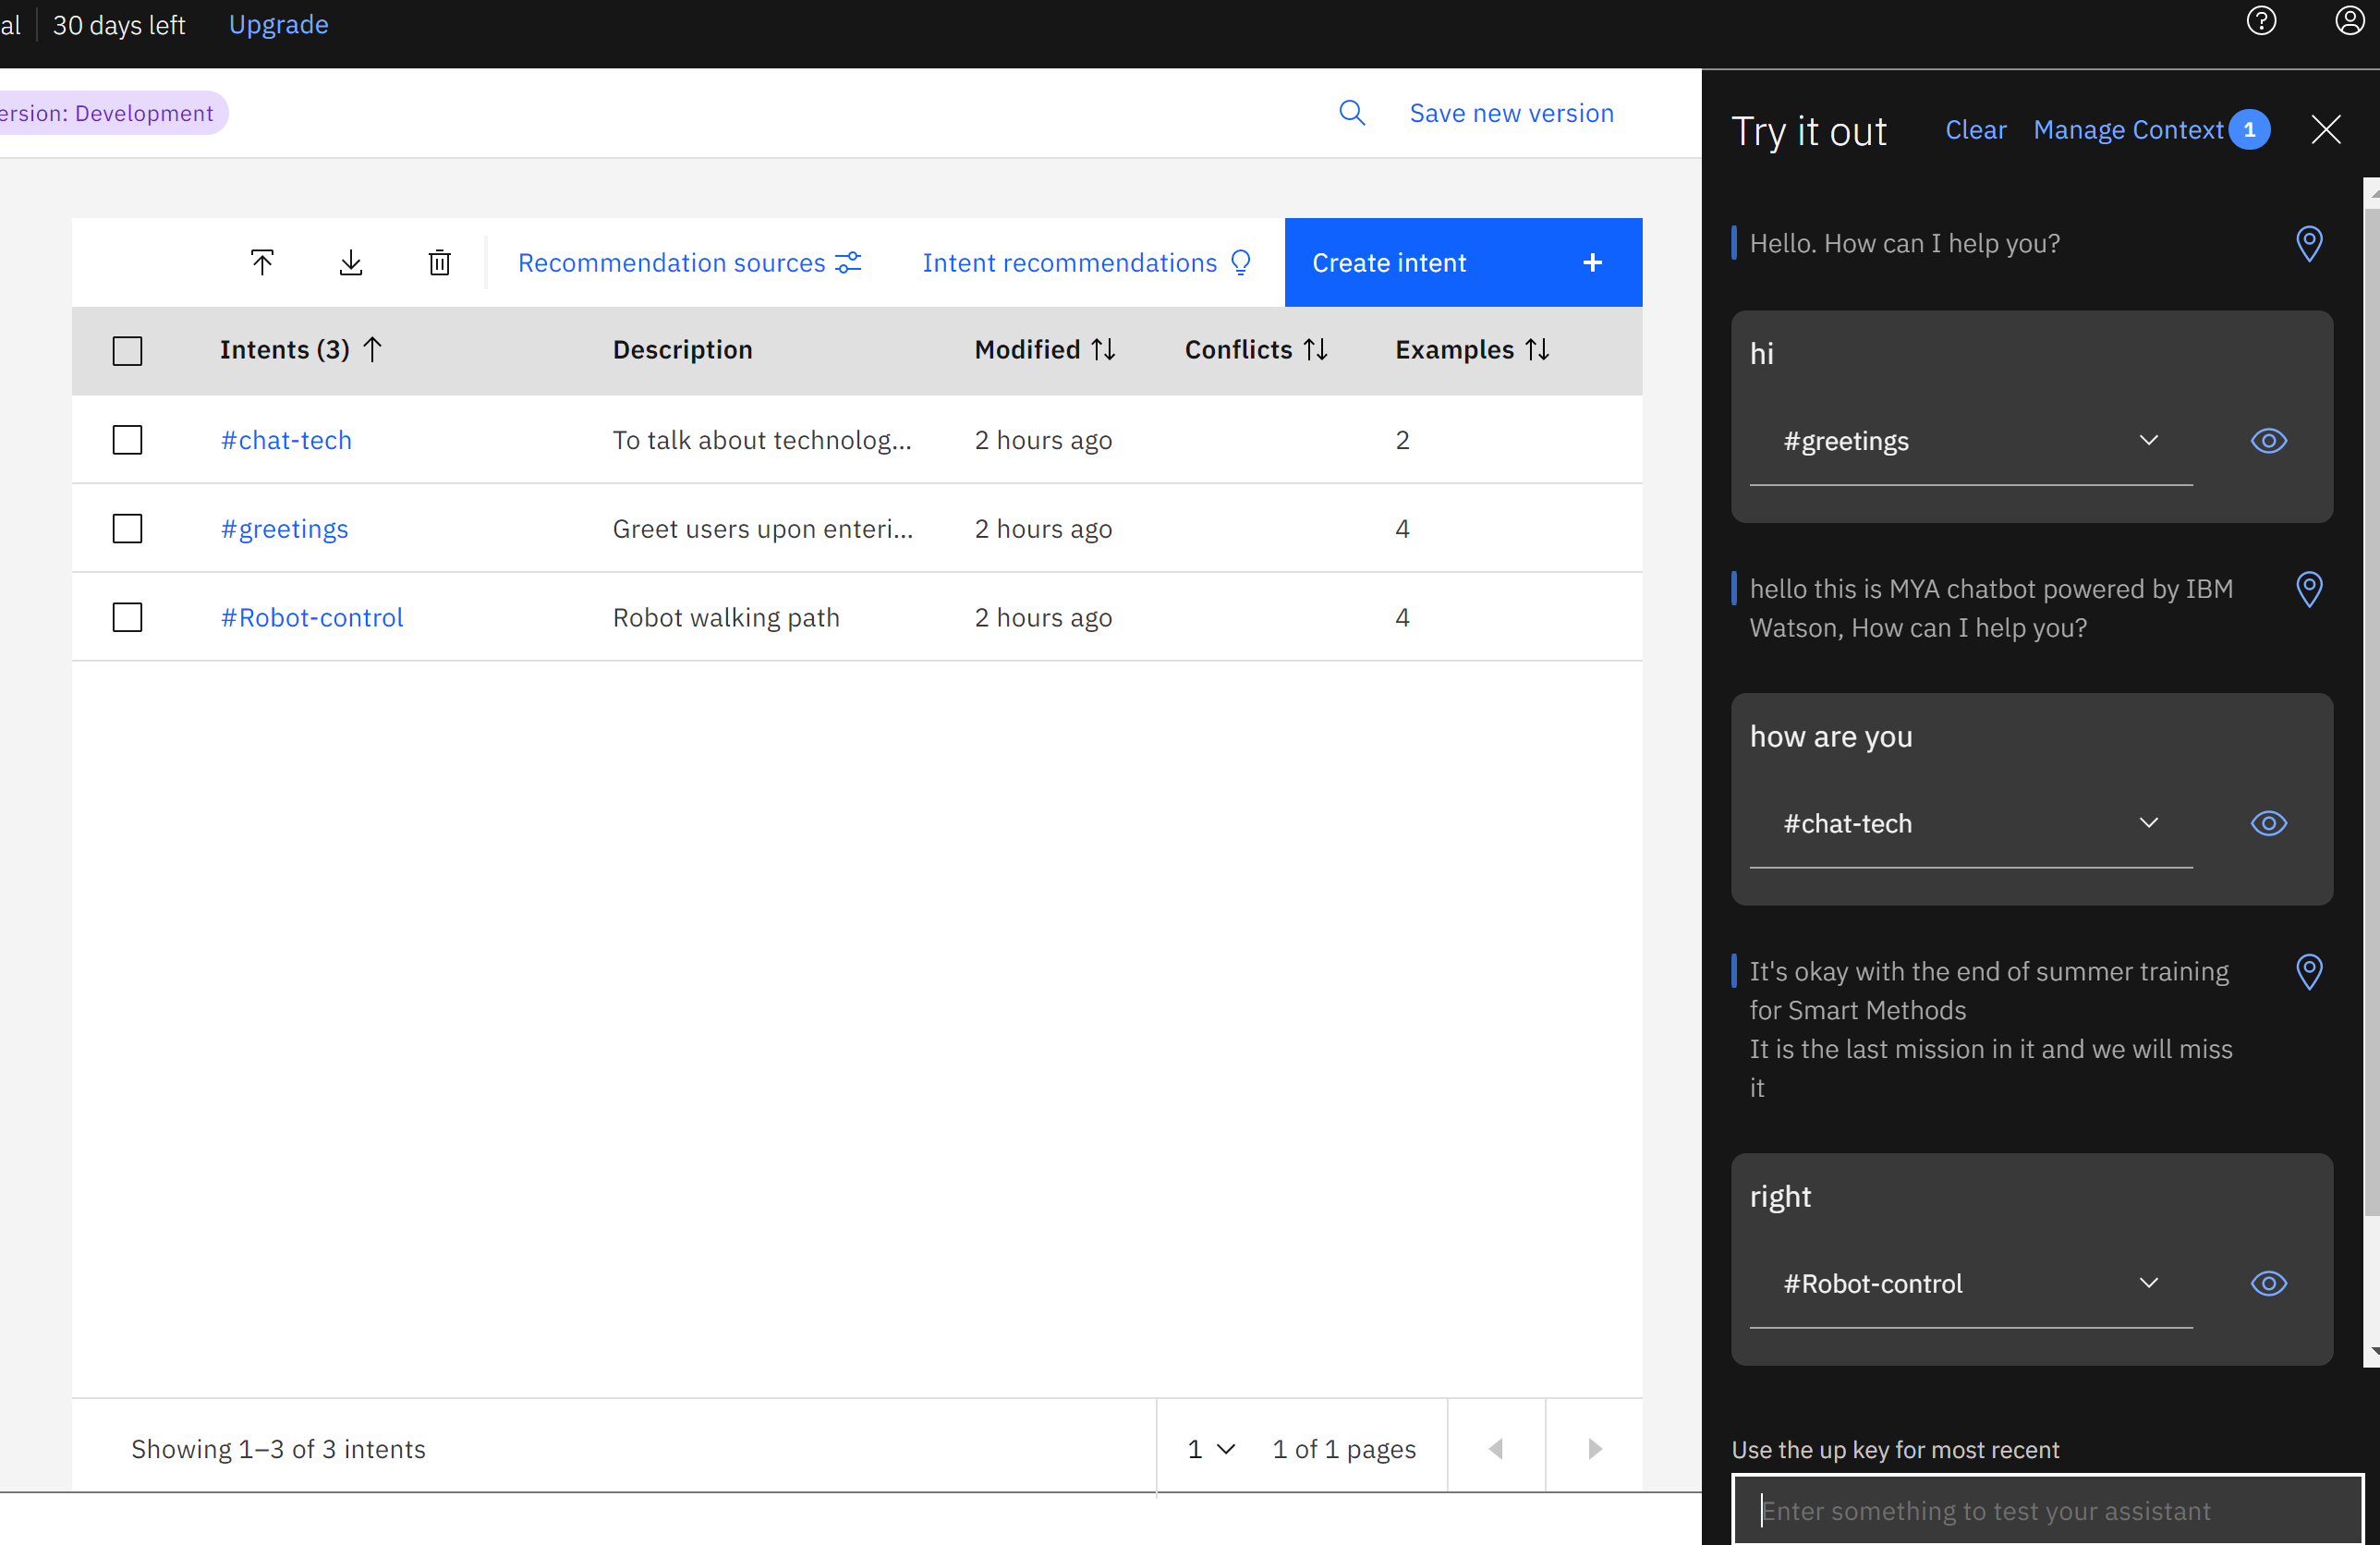 al 30 days left Upgrade
ersion: Development
Save new version
Recommendation sources Intent recommendations Create intent +
Intents (3) Description Modified Conflicts Examples
#chat-tech To talk about technolog... 2 hours ago 2
#greetings Greet users upon enteri... 2 hours ago 4
#Robot-control Robot walking path 2 hours ago 4
Showing 1–3 of 3 intents 1 1 of 1 pages
Try it out Clear Manage Context 1
Hello. How can I help you?
hi
#greetings
hello this is MYA chatbot powered by IBM
Watson, How can I help you?
how are you
#chat-tech
It's okay with the end of summer training
for Smart Methods
It is the last mission in it and we will miss
it
right
#Robot-control
Use the up key for most recent
Enter something to test your assistant